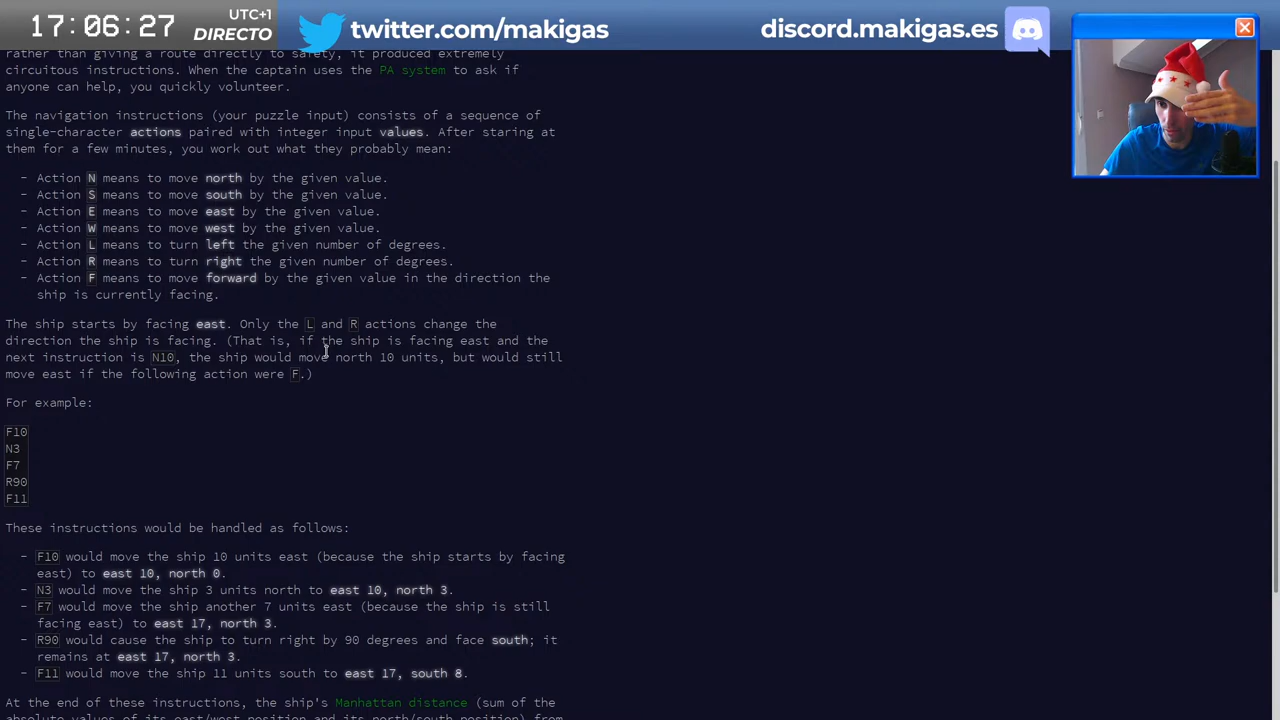 17:06:27
UTC+1
DIRECTO
twitter.com/makigas
discord.makigas.es
rather than giving a route directly to safety, it produced extremely
circuitous instructions. When the captain uses the PA system to ask if
anyone can help, you quickly volunteer.
The navigation instructions (your puzzle input) consists of a sequence of
single-character actions paired with integer input values. After staring at
them for a few minutes, you work out what they probably mean:
- Action N means to move north by the given value.
- Action S means to move south by the given value.
- Action E means to move east by the given value.
- Action W means to move west by the given value.
- Action L means to turn left the given number of degrees.
- Action R means to turn right the given number of degrees.
- Action F means to move forward by the given value in the direction the
ship is currently facing.
The ship starts by facing east. Only the L and R actions change the
direction the ship is facing. (That is, if the ship is facing east and the
next instruction is N10, the ship would move north 10 units, but would still
move east if the following action were F.)
For example:
F10
N3
F7
R90
F11
These instructions would be handled as follows:
- F10 would move the ship 10 units east (because the ship starts by facing
east) to east 10, north 0.
- N3 would move the ship 3 units north to east 10, north 3.
- F7 would move the ship another 7 units east (because the ship is still
facing east) to east 17, north 3.
- R90 would cause the ship to turn right by 90 degrees and face south; it
remains at east 17, north 3.
- F11 would move the ship 11 units south to east 17, south 8.
At the end of these instructions, the ship's Manhattan distance (sum of the
absolute values of its east/west position and its north/south position) from